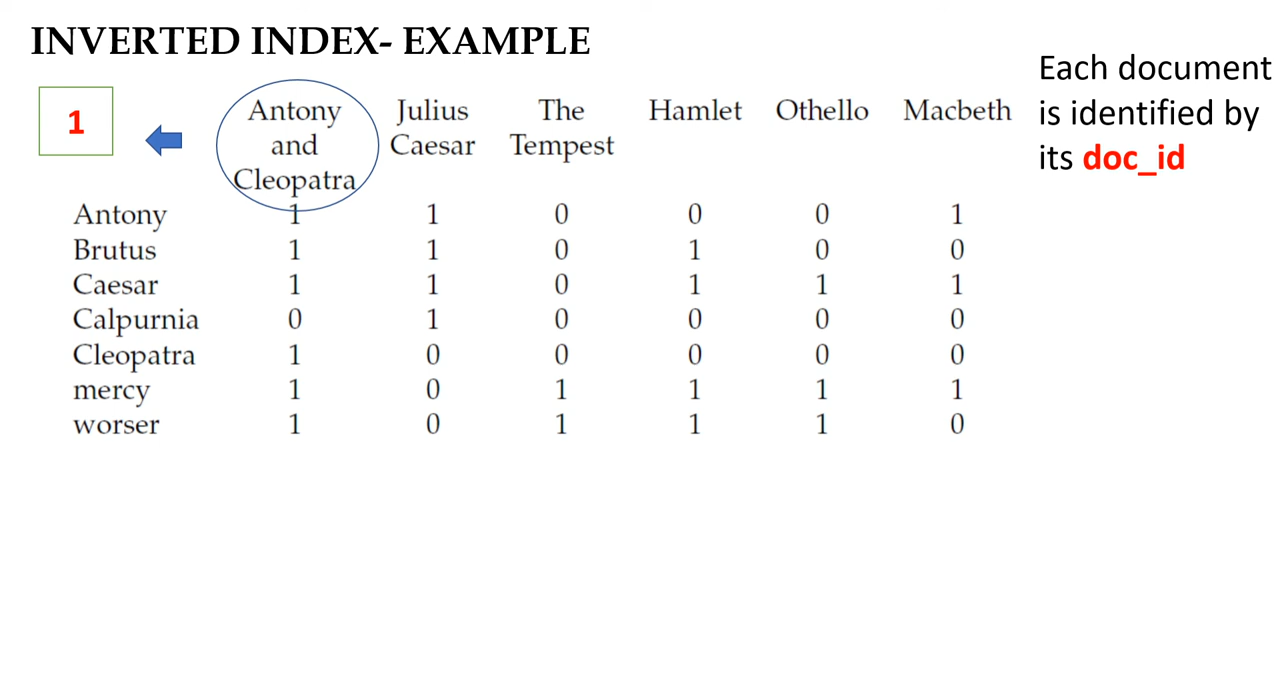 INVERTED INDEX- EXAMPLE
Each document
is identified by
its doc_id
1
Antony and Cleopatra Julius Caesar The Tempest Hamlet Othello Macbeth
Antony 1 1 0 0 0 1
Brutus 1 1 0 1 0 0
Caesar 1 1 0 1 1 1
Calpurnia 0 1 0 0 0 0
Cleopatra 1 0 0 0 0 0
mercy 1 0 1 1 1 1
worser 1 0 1 1 1 0